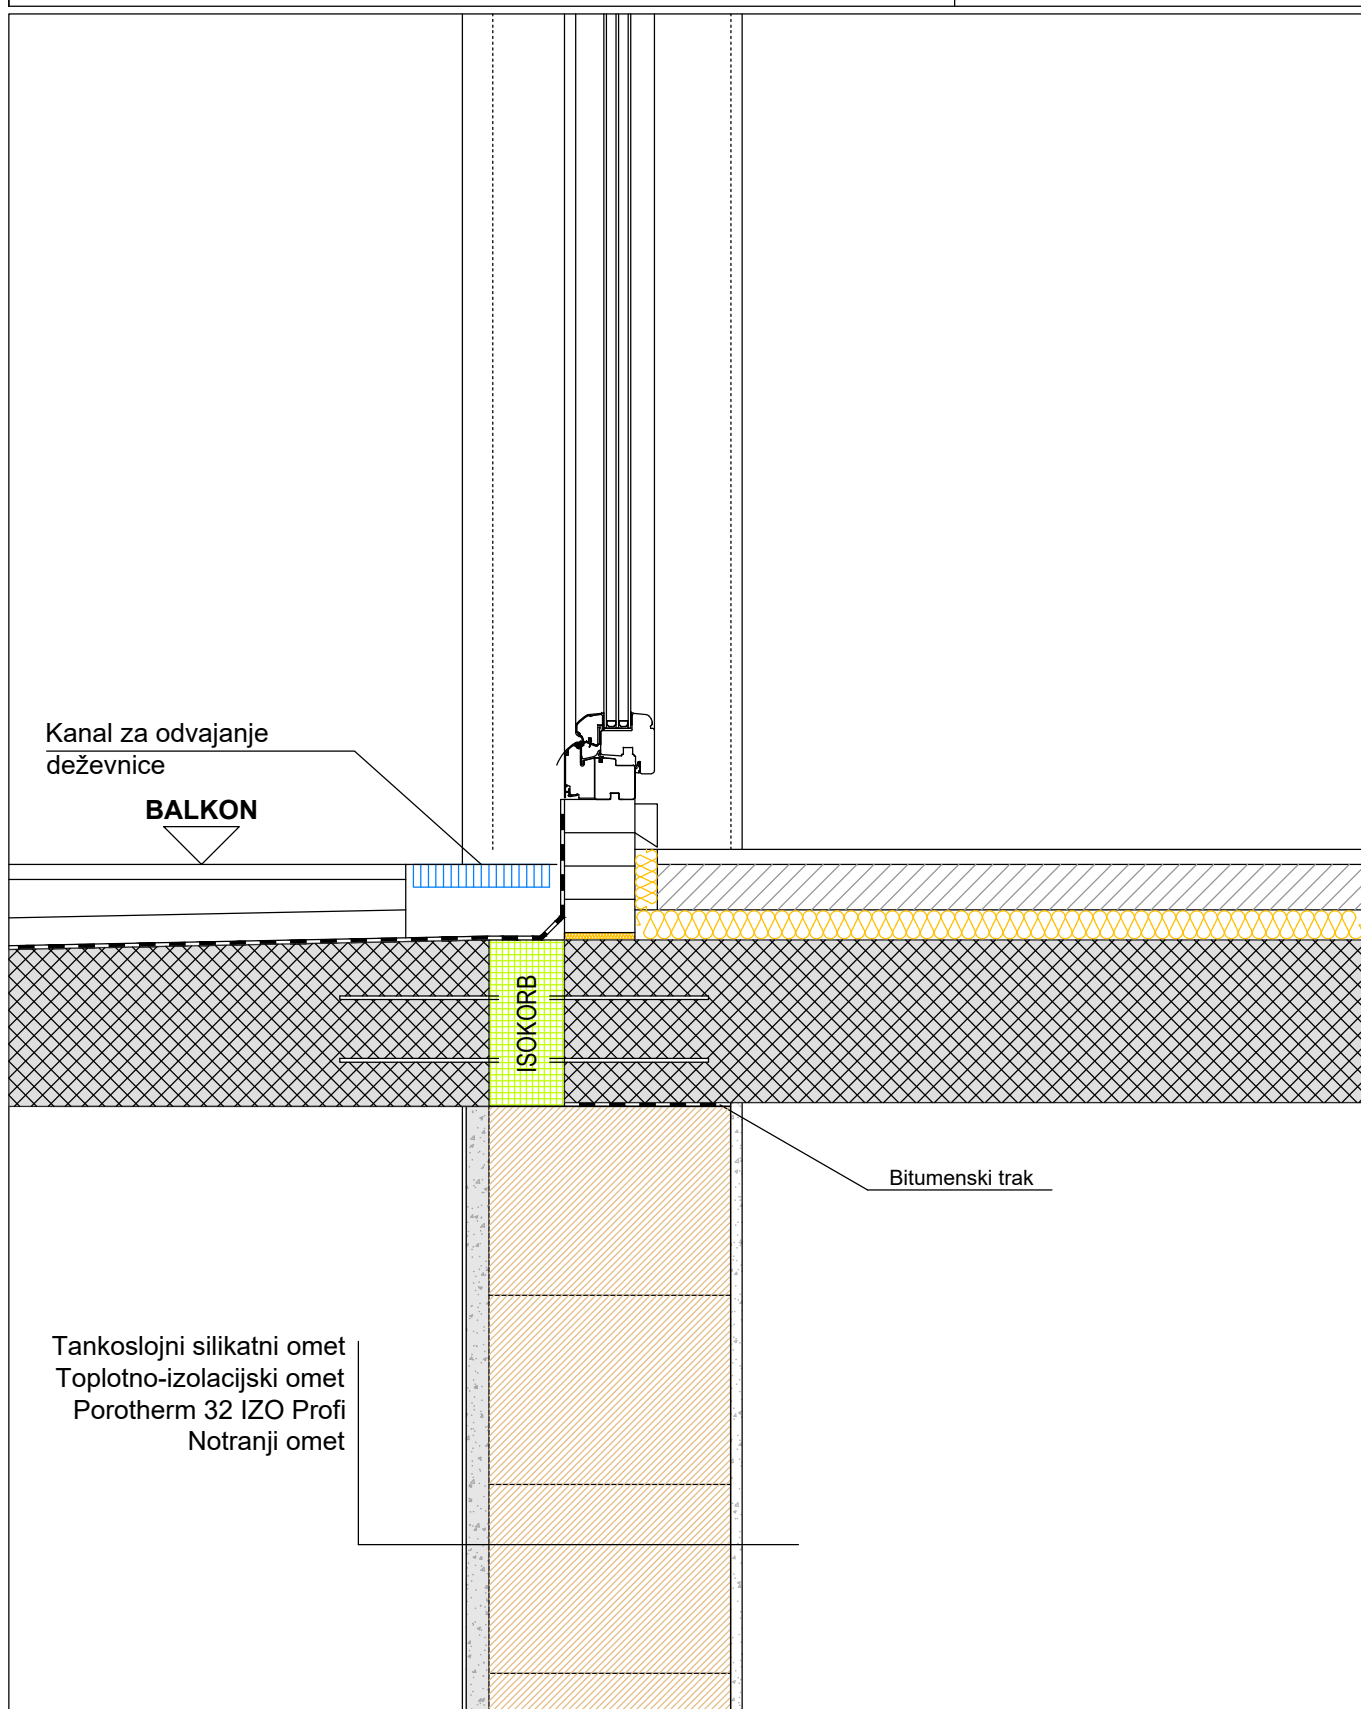 Kanal za odvajanje
deževnice
BALKON
ISOKORB
Bitumenski trak
Tankoslojni silikatni omet
Toplotno-izolacijski omet
Porotherm 32 IZO Profi
Notranji omet